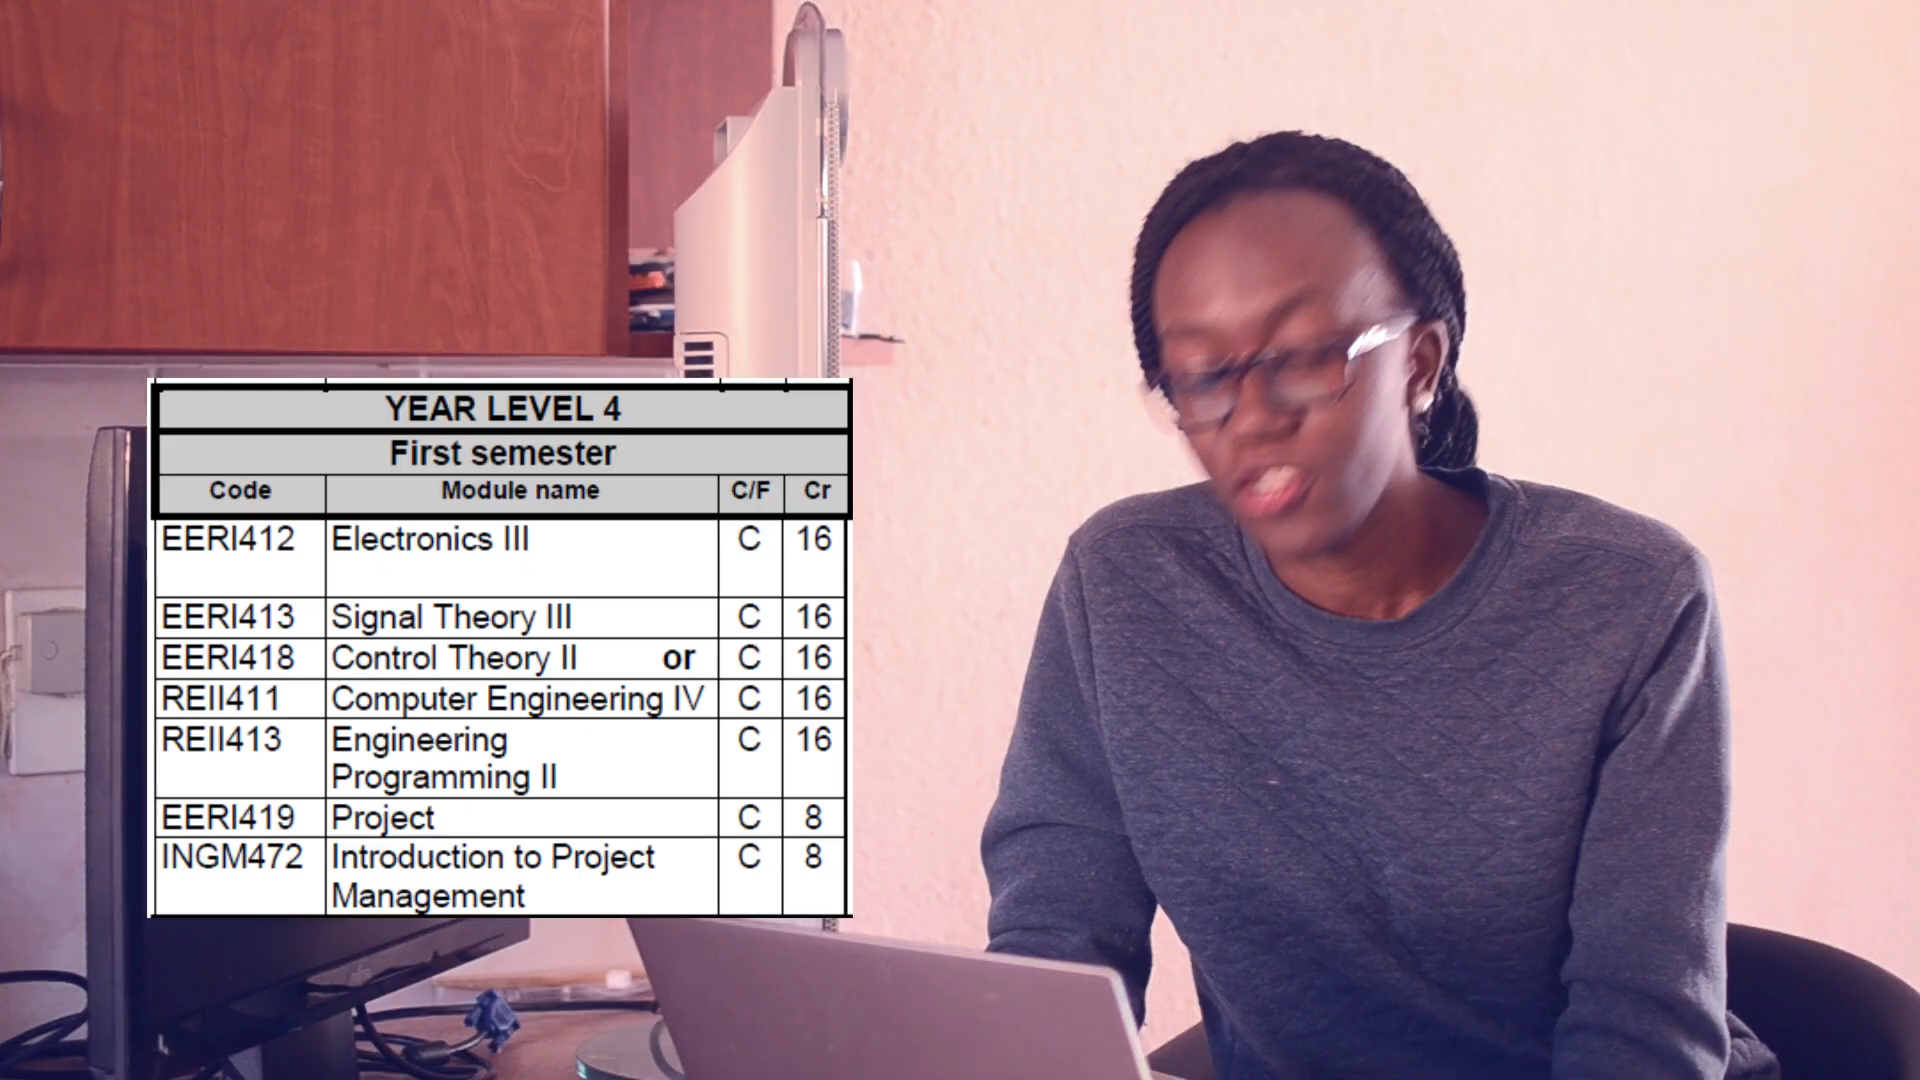 YEAR LEVEL 4
First semester
Code Module name C/F Cr
EERI412 Electronics III C 16
EERI413 Signal Theory III C 16
EERI418 Control Theory II or C 16
REII411 Computer Engineering IV C 16
REII413 Engineering C 16
Programming II
EERI419 Project C 8
INGM472 Introduction to Project C 8
Management